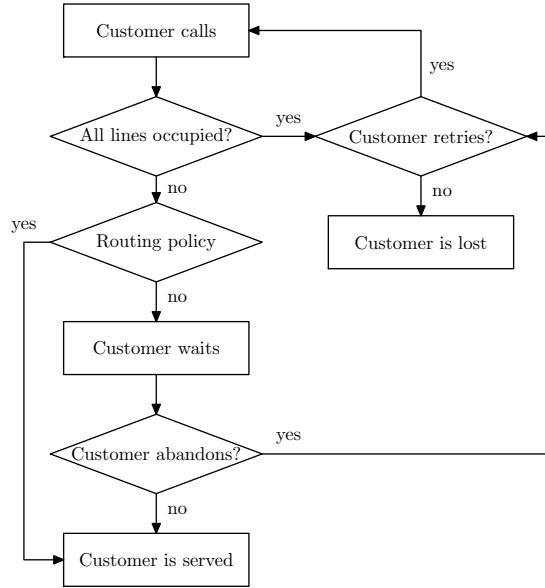 Customer calls
yes
All lines occupied?
yes
Customer retries?
no
no
yes
Routing policy
Customer is lost
no
Customer waits
yes
Customer abandons?
no
Customer is served